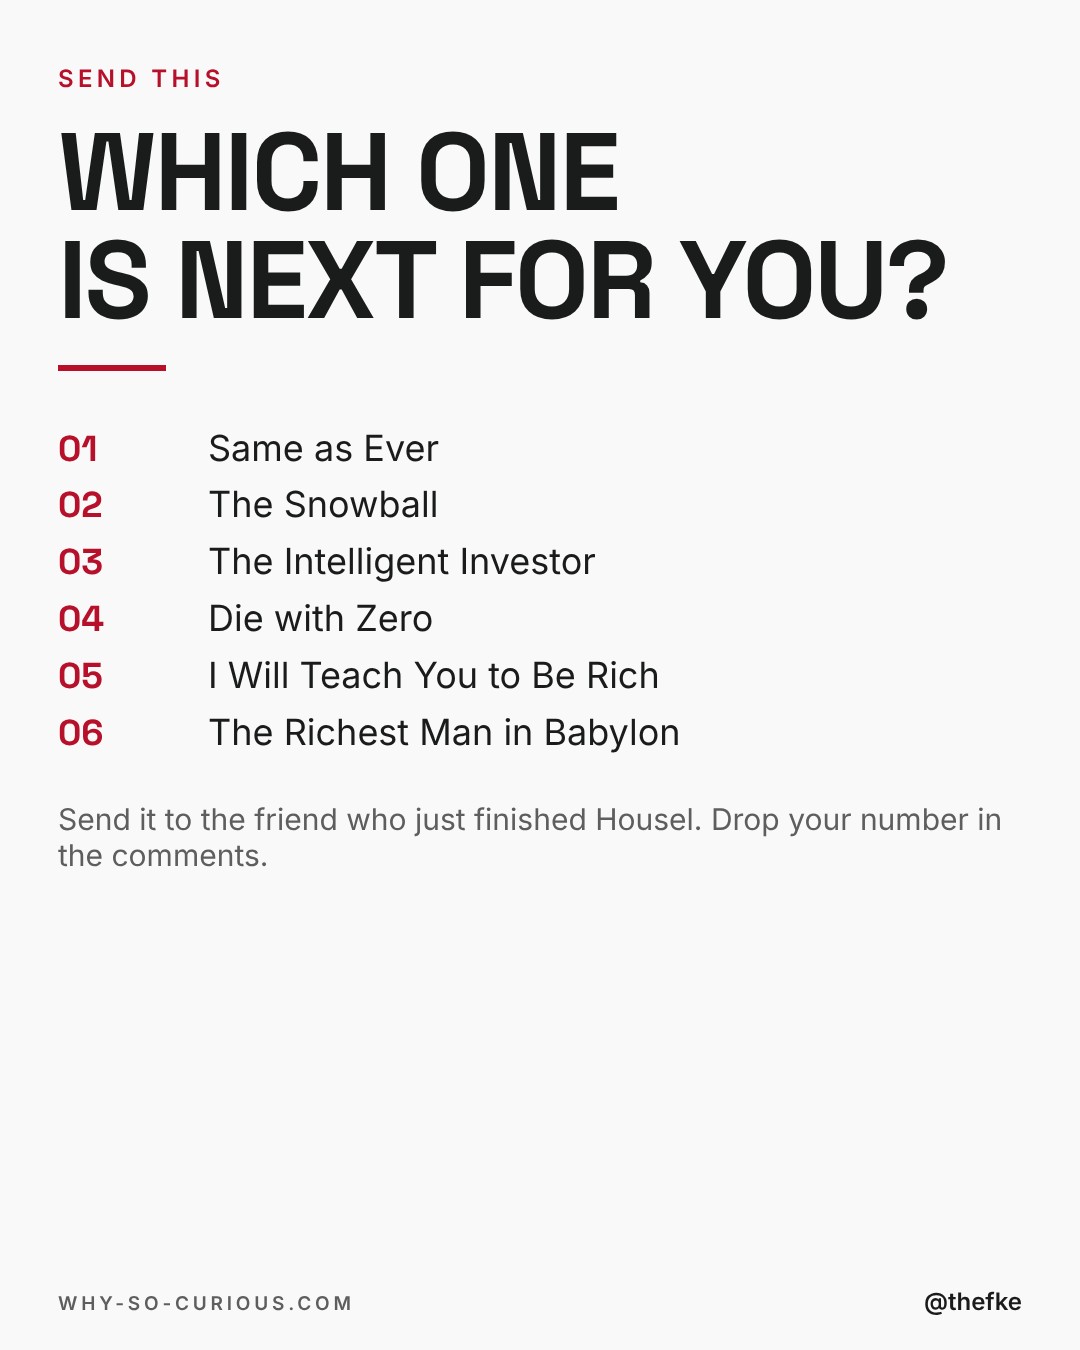 SEND THIS
WHICH ONE
IS NEXT FOR YOU?
01 Same as Ever
02 The Snowball
03 The Intelligent Investor
04 Die with Zero
05 I Will Teach You to Be Rich
06 The Richest Man in Babylon
Send it to the friend who just finished Housel. Drop your number in
the comments.
WHY-SO-CURIOUS.COM
@thefke